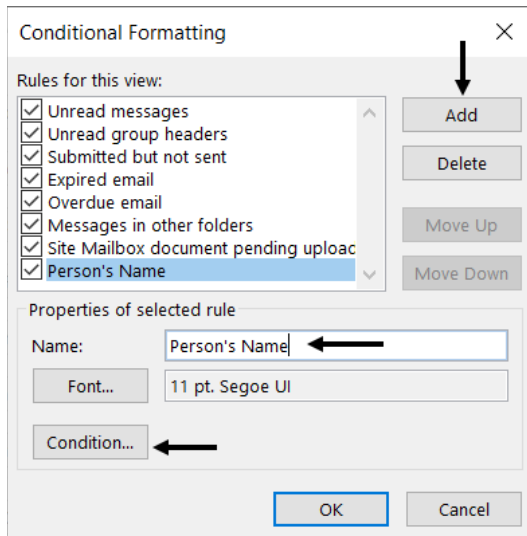 Conditional Formatting
Rules for this view:
Unread messages
Unread group headers
Submitted but not sent
Expired email
Overdue email
Messages in other folders
Site Mailbox document pending upload
Person's Name
Add
Delete
Move Up
Move Down
Properties of selected rule
Name:
Person's Name
Font...
11 pt. Segoe UI
Condition...
OK
Cancel